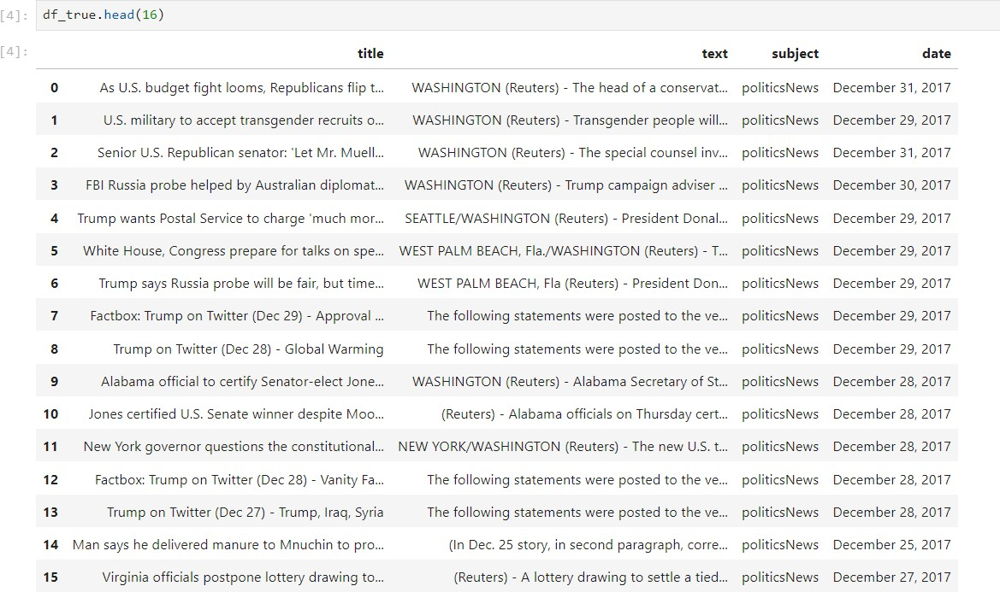 [4]: df_true.head(16)
[4]:
title text subject date
0 As U.S. budget fight looms, Republicans flip t... WASHINGTON (Reuters) - The head of a conservat... politicsNews December 31, 2017
1 U.S. military to accept transgender recruits o... WASHINGTON (Reuters) - Transgender people will... politicsNews December 29, 2017
2 Senior U.S. Republican senator: 'Let Mr. Muell... WASHINGTON (Reuters) - The special counsel inv... politicsNews December 31, 2017
3 FBI Russia probe helped by Australian diplomat... WASHINGTON (Reuters) - Trump campaign adviser ... politicsNews December 30, 2017
4 Trump wants Postal Service to charge 'much mor... SEATTLE/WASHINGTON (Reuters) - President Donal... politicsNews December 29, 2017
5 White House, Congress prepare for talks on spe... WEST PALM BEACH, Fla./WASHINGTON (Reuters) - T... politicsNews December 29, 2017
6 Trump says Russia probe will be fair, but time... WEST PALM BEACH, Fla (Reuters) - President Don... politicsNews December 29, 2017
7 Factbox: Trump on Twitter (Dec 29) - Approval ... The following statements were posted to the ve... politicsNews December 29, 2017
8 Trump on Twitter (Dec 28) - Global Warming The following statements were posted to the ve... politicsNews December 29, 2017
9 Alabama official to certify Senator-elect Jone... WASHINGTON (Reuters) - Alabama Secretary of St... politicsNews December 28, 2017
10 Jones certified U.S. Senate winner despite Moo... (Reuters) - Alabama officials on Thursday cert... politicsNews December 28, 2017
11 New York governor questions the constitutional... NEW YORK/WASHINGTON (Reuters) - The new U.S. t... politicsNews December 28, 2017
12 Factbox: Trump on Twitter (Dec 28) - Vanity Fa... The following statements were posted to the ve... politicsNews December 28, 2017
13 Trump on Twitter (Dec 27) - Trump, Iraq, Syria The following statements were posted to the ve... politicsNews December 28, 2017
14 Man says he delivered manure to Mnuchin to pro... (In Dec. 25 story, in second paragraph, corre... politicsNews December 25, 2017
15 Virginia officials postpone lottery drawing to... (Reuters) - A lottery drawing to settle a tied... politicsNews December 27, 2017